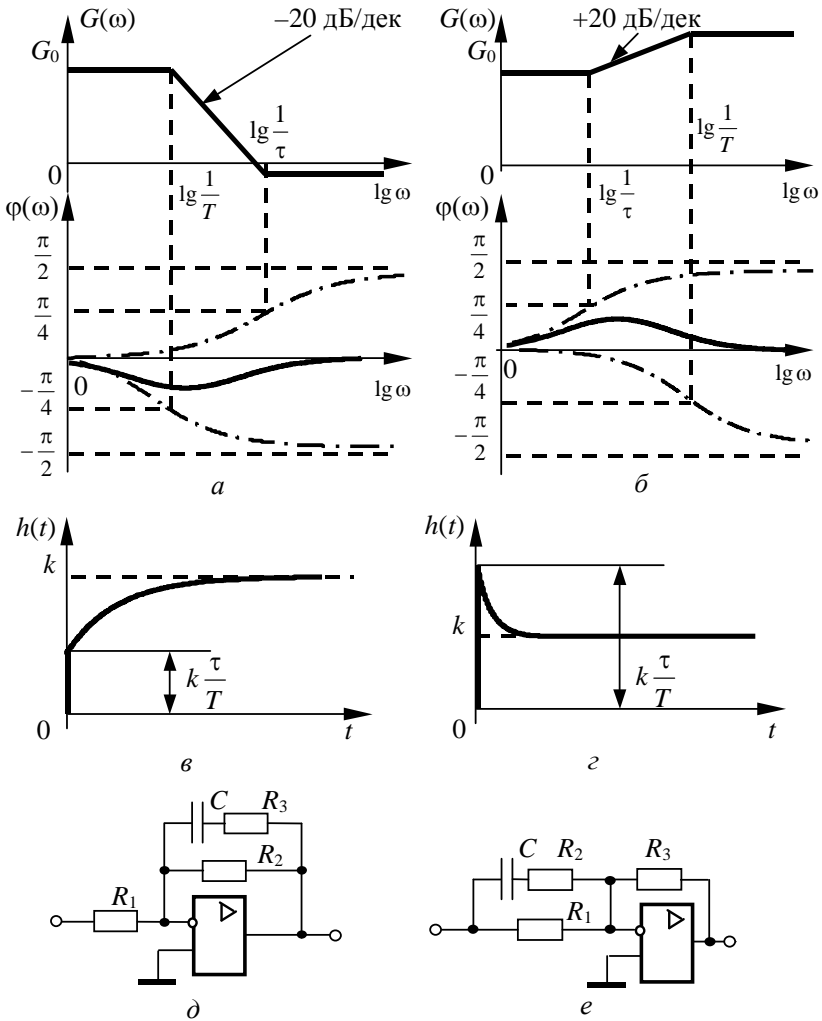 G(ω)
−20 дБ/дек
G₀
lg 1/τ
0
lg 1/T
lg ω
φ(ω)
π/2
π/4
0
lg ω
−π/4
−π/2
а
G(ω)
+20 дБ/дек
G₀
lg 1/T
0
lg 1/τ
lg ω
φ(ω)
π/2
π/4
0
lg ω
−π/4
−π/2
б
h(t)
k
k τ/T
0
t
в
h(t)
k
k τ/T
0
t
г
C
R₃
R₂
R₁
д
C
R₂
R₃
R₁
е